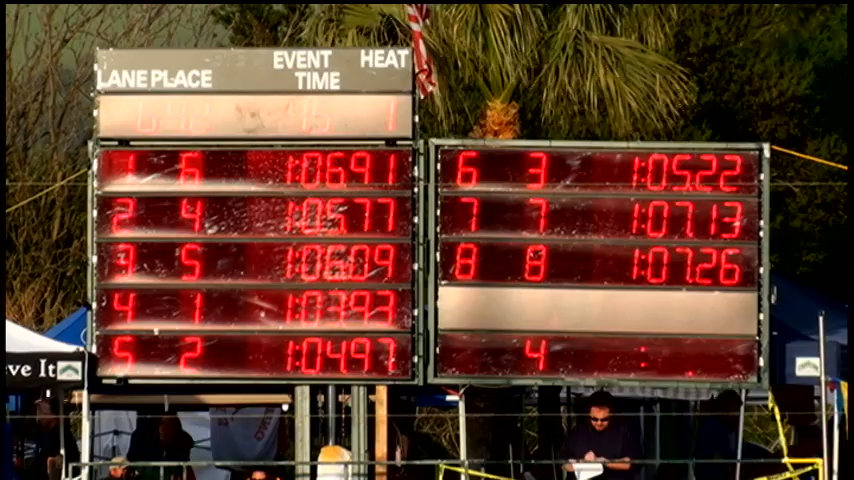 EVENT HEAT
LANE PLACE TIME
1
1 6 1:06.91
2 4 1:05.77
3 5 1:06.09
4 1 1:03.93
5 2 1:04.97
6 3 1:05.22
7 7 1:07.13
8 8 1:07.26
4 : .
ve It